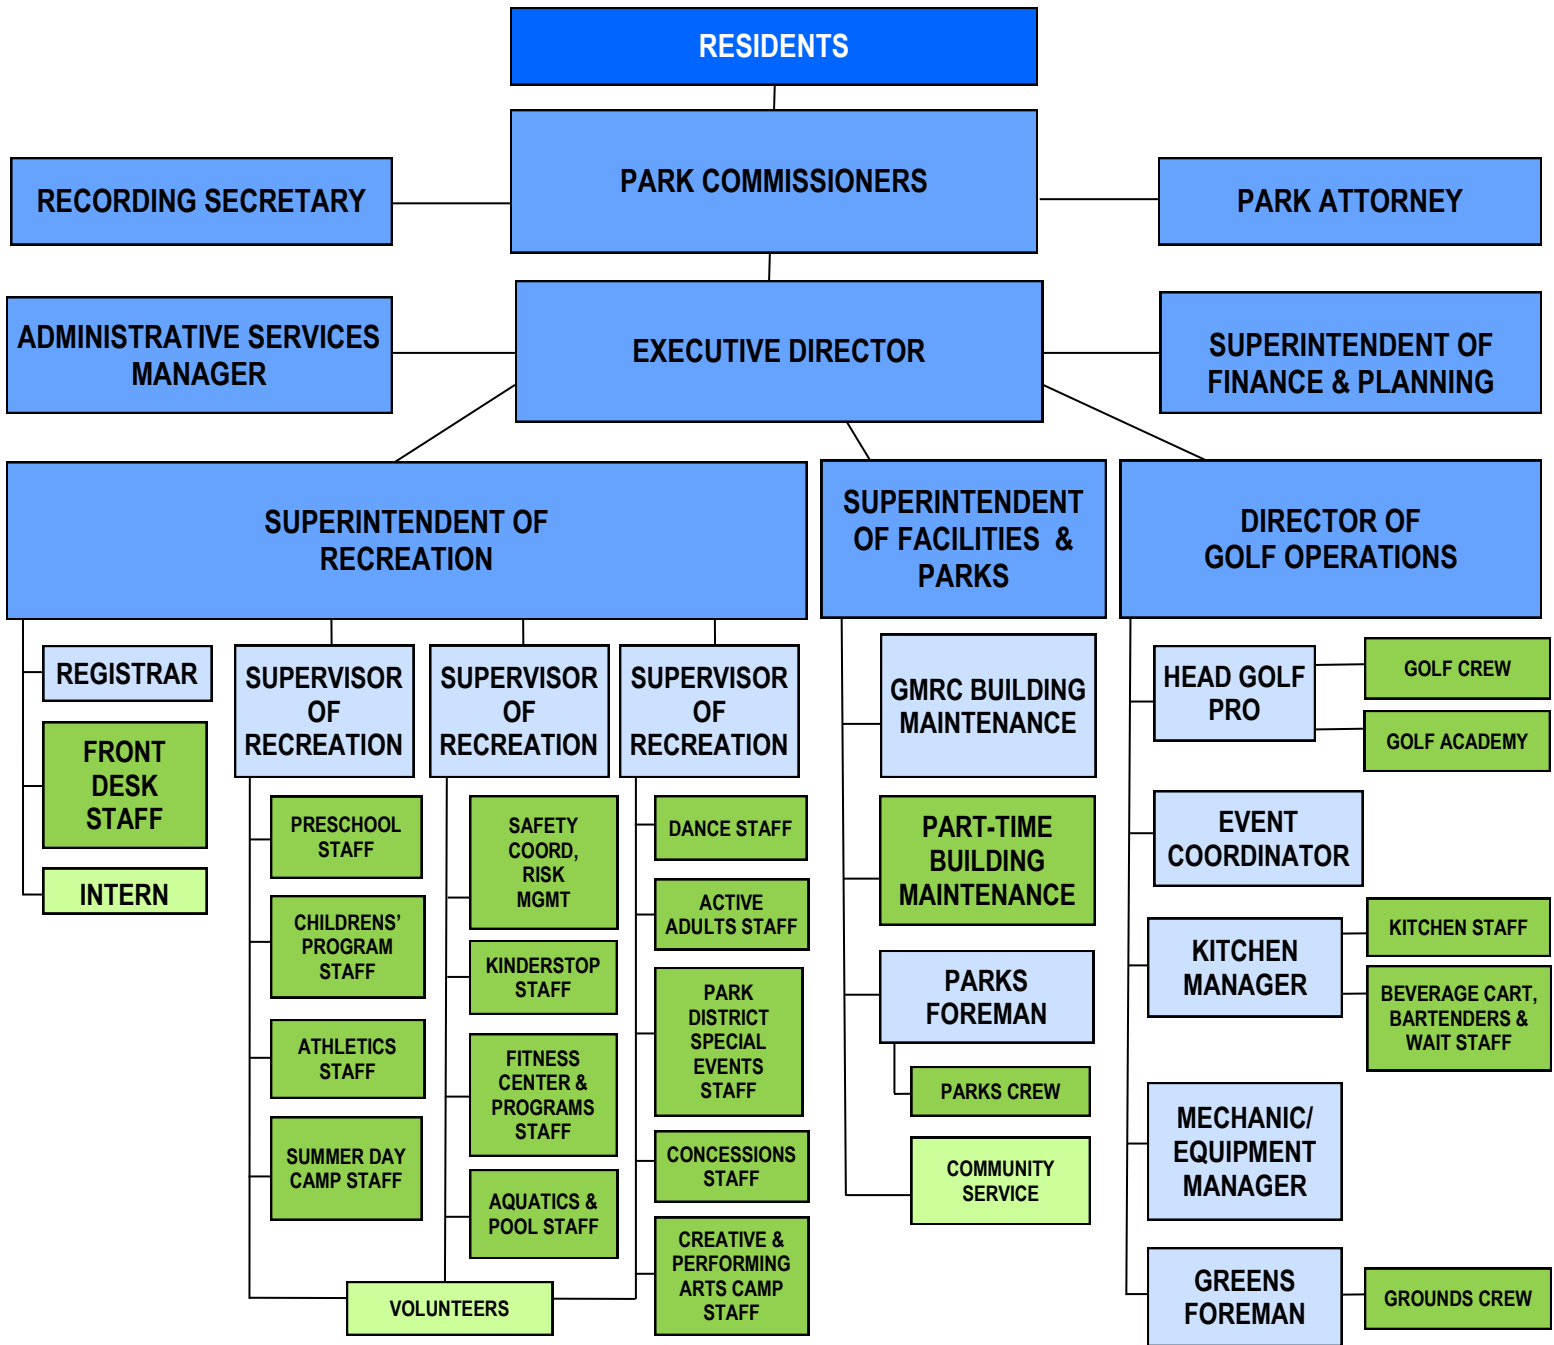 RESIDENTS
PARK COMMISSIONERS
RECORDING SECRETARY
PARK ATTORNEY
ADMINISTRATIVE SERVICES
MANAGER
EXECUTIVE DIRECTOR
SUPERINTENDENT OF
FINANCE & PLANNING
SUPERINTENDENT OF
RECREATION
SUPERINTENDENT
OF FACILITIES &
PARKS
DIRECTOR OF
GOLF OPERATIONS
REGISTRAR
FRONT
DESK
STAFF
INTERN
SUPERVISOR
OF
RECREATION
PRESCHOOL
STAFF
CHILDRENS’
PROGRAM
STAFF
ATHLETICS
STAFF
SUMMER DAY
CAMP STAFF
SUPERVISOR
OF
RECREATION
SAFETY
COORD,
RISK
MGMT
KINDERSTOP
STAFF
FITNESS
CENTER &
PROGRAMS
STAFF
AQUATICS &
POOL STAFF
SUPERVISOR
OF
RECREATION
DANCE STAFF
ACTIVE
ADULTS STAFF
PARK
DISTRICT
SPECIAL
EVENTS
STAFF
CONCESSIONS
STAFF
CREATIVE &
PERFORMING
ARTS CAMP
STAFF
VOLUNTEERS
GMRC BUILDING
MAINTENANCE
PART-TIME
BUILDING
MAINTENANCE
PARKS
FOREMAN
PARKS CREW
COMMUNITY
SERVICE
HEAD GOLF
PRO
GOLF CREW
GOLF ACADEMY
EVENT
COORDINATOR
KITCHEN
MANAGER
KITCHEN STAFF
BEVERAGE CART,
BARTENDERS &
WAIT STAFF
MECHANIC/
EQUIPMENT
MANAGER
GREENS
FOREMAN
GROUNDS CREW